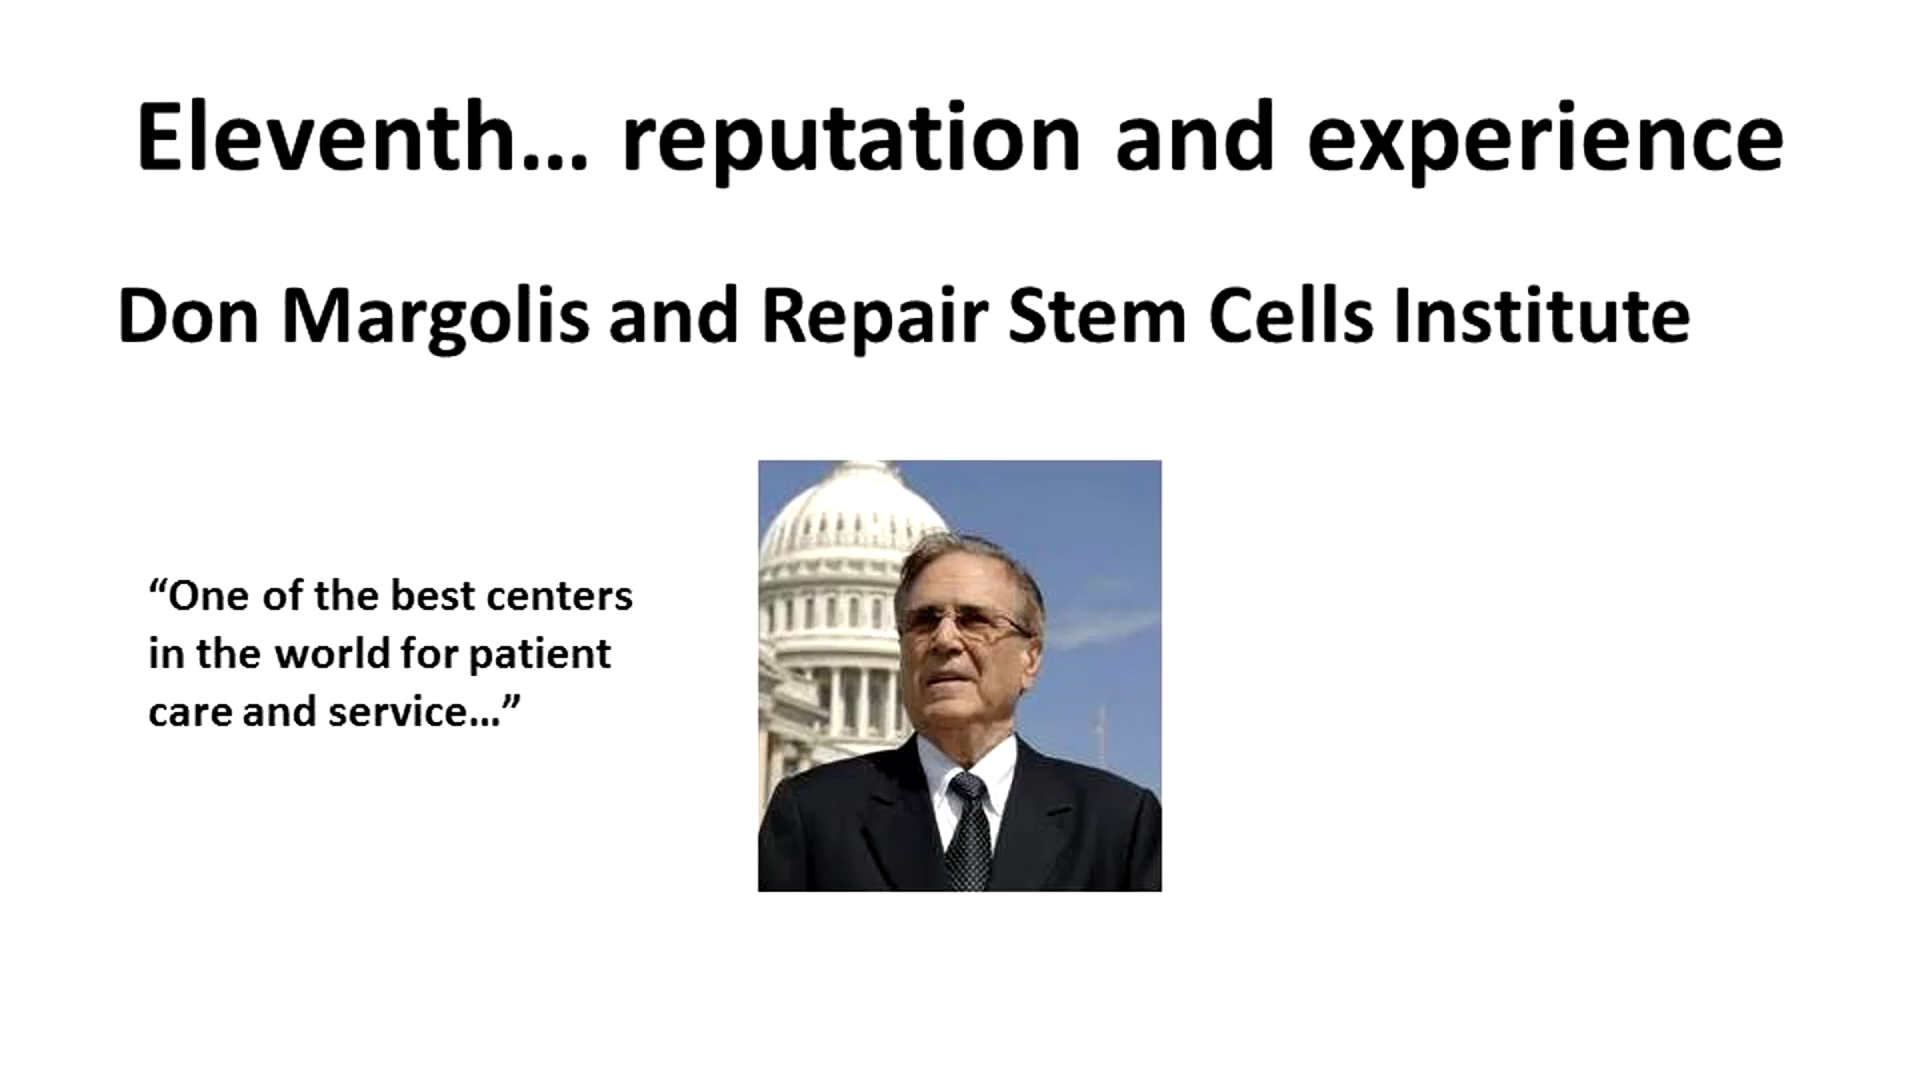 Eleventh... reputation and experience
Don Margolis and Repair Stem Cells Institute
“One of the best centers
in the world for patient
care and service...”